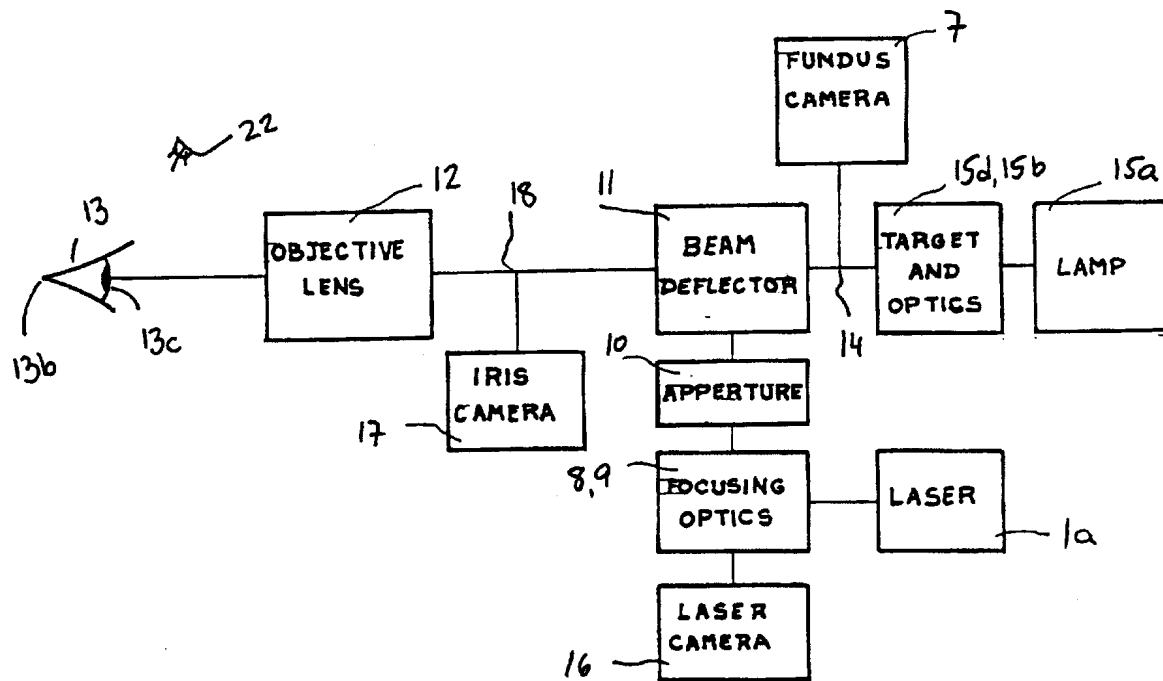 7
FUNDUS
CAMERA
22
12
18
11
15d, 15b
15a
13
OBJECTIVE
LENS
BEAM
DEFLECTOR
TARGET
AND
OPTICS
LAMP
13b
13c
14
10
IRIS
CAMERA
17
APPERTURE
8,9
FOCUSING
OPTICS
LASER
1a
LASER
CAMERA
16